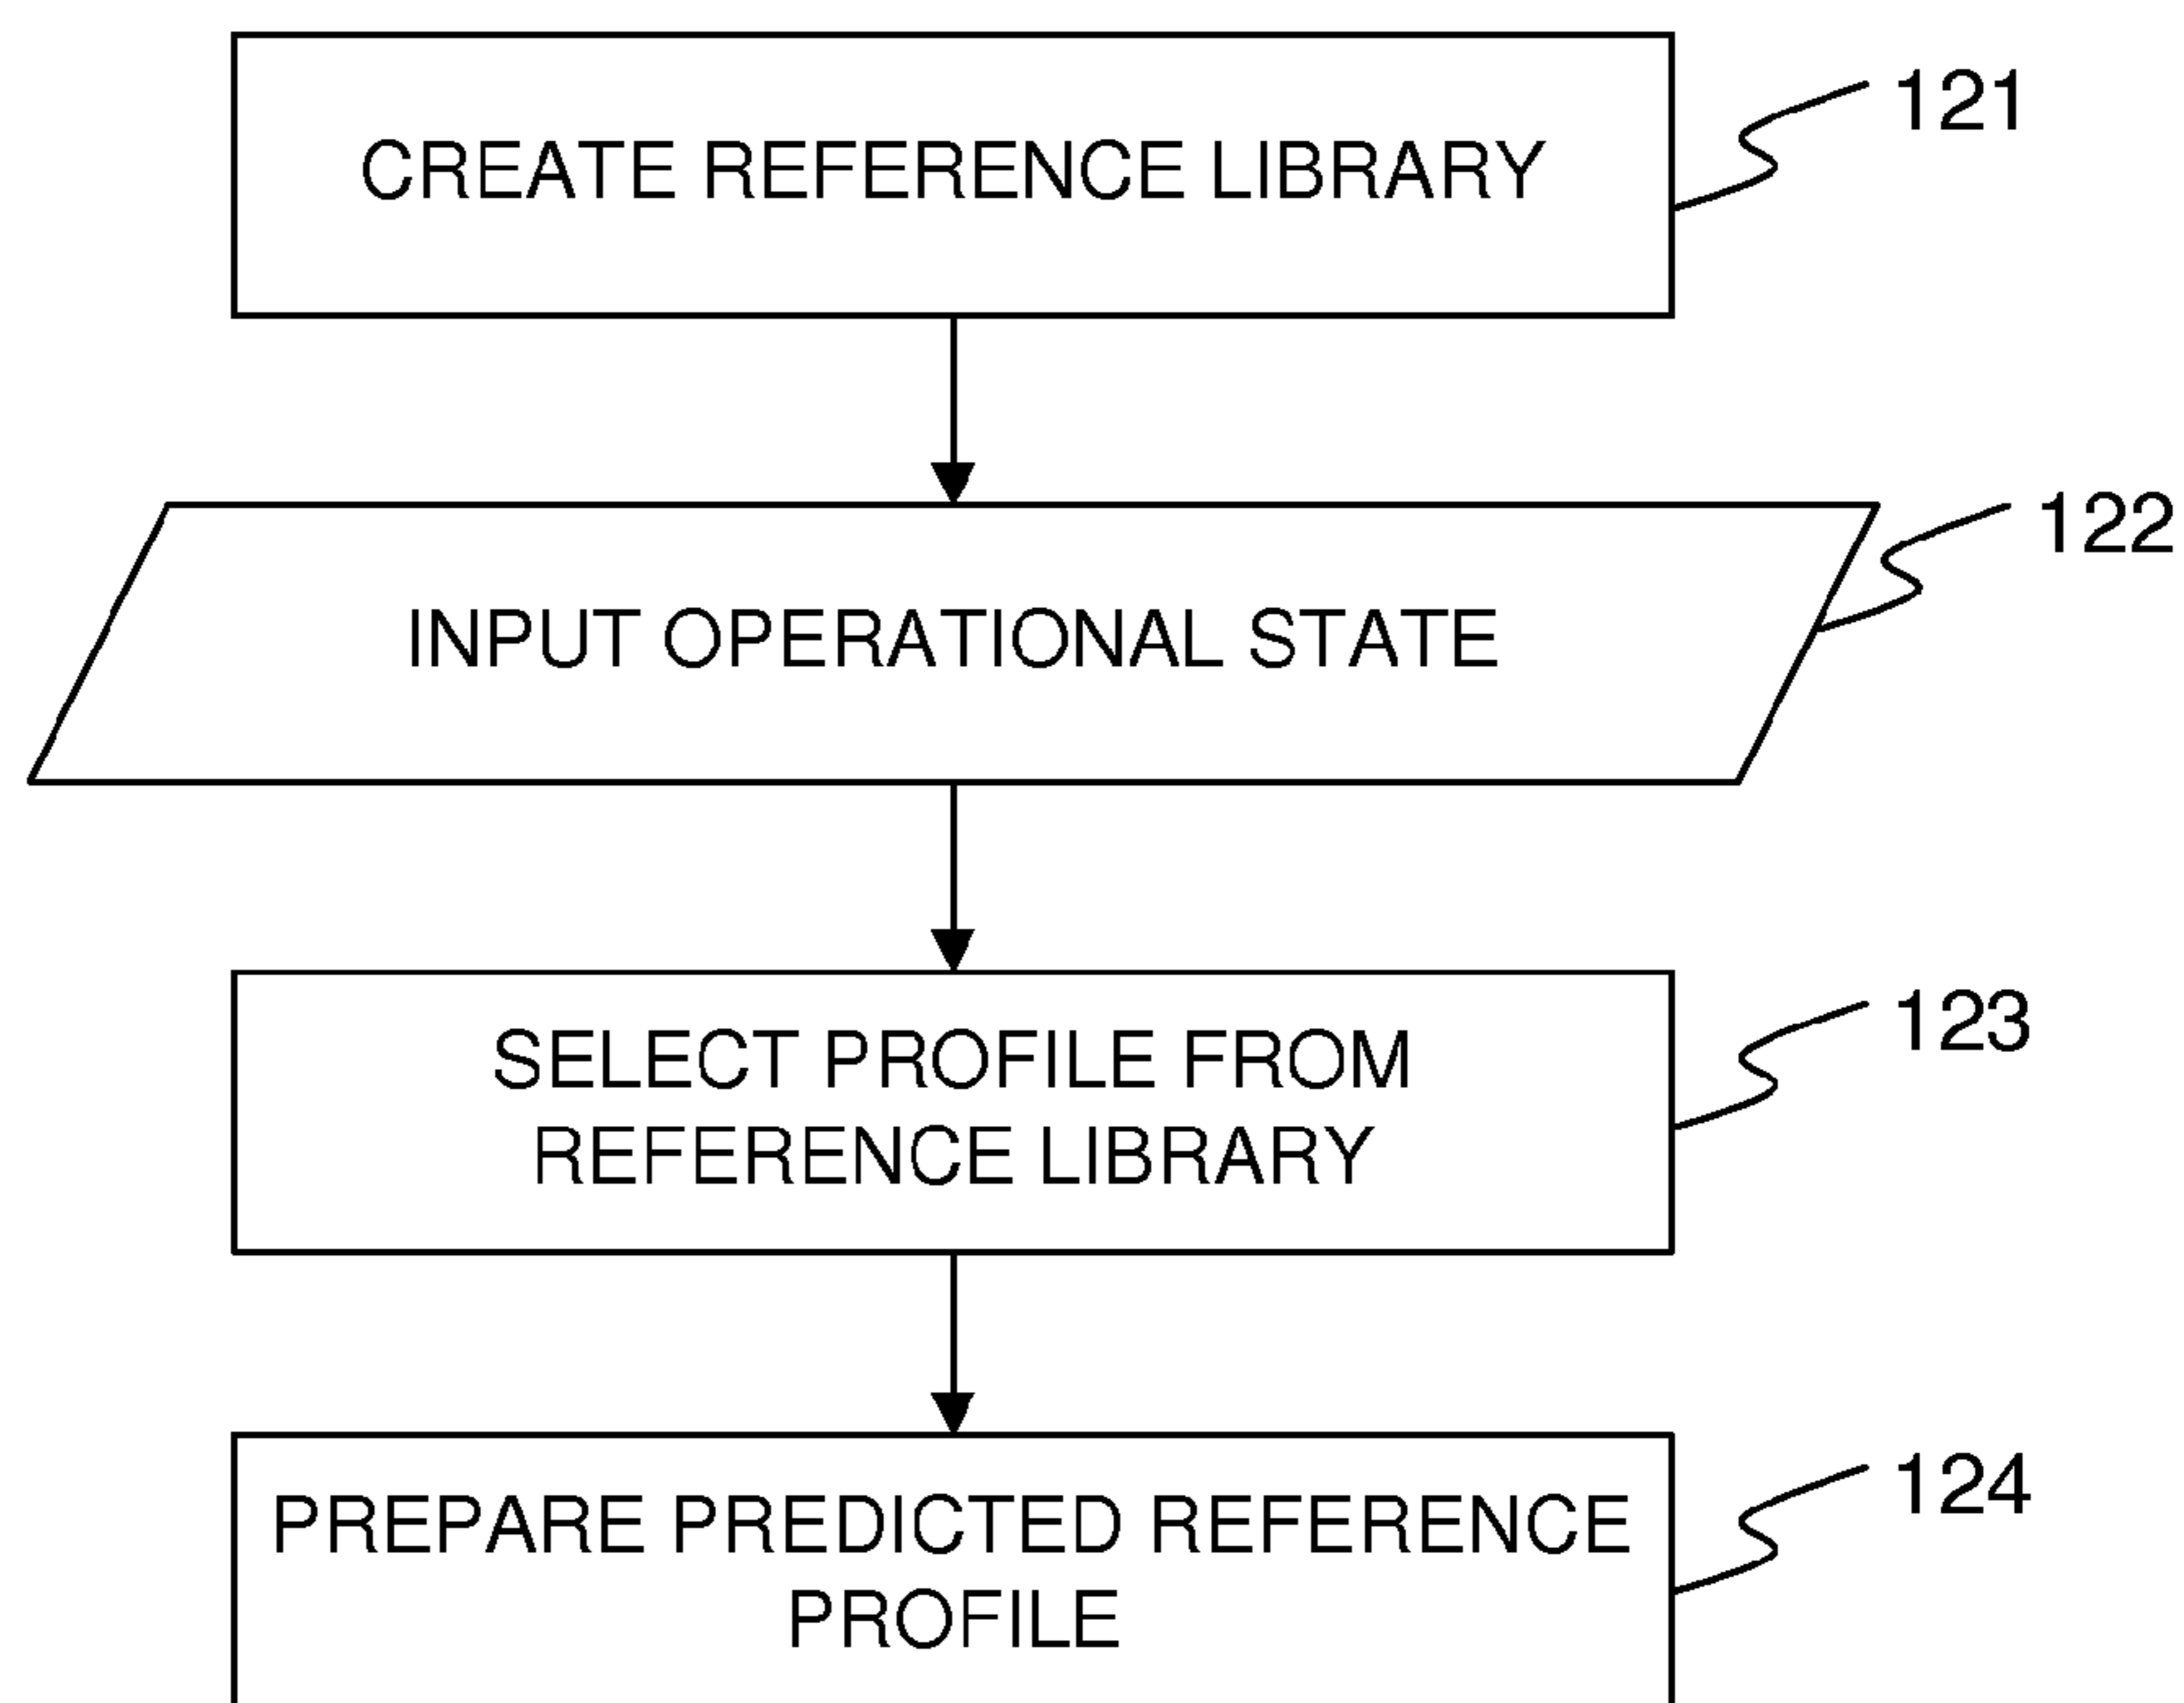 CREATE REFERENCE LIBRARY
121
INPUT OPERATIONAL STATE
122
SELECT PROFILE FROM
REFERENCE LIBRARY
123
PREPARE PREDICTED REFERENCE
PROFILE
124